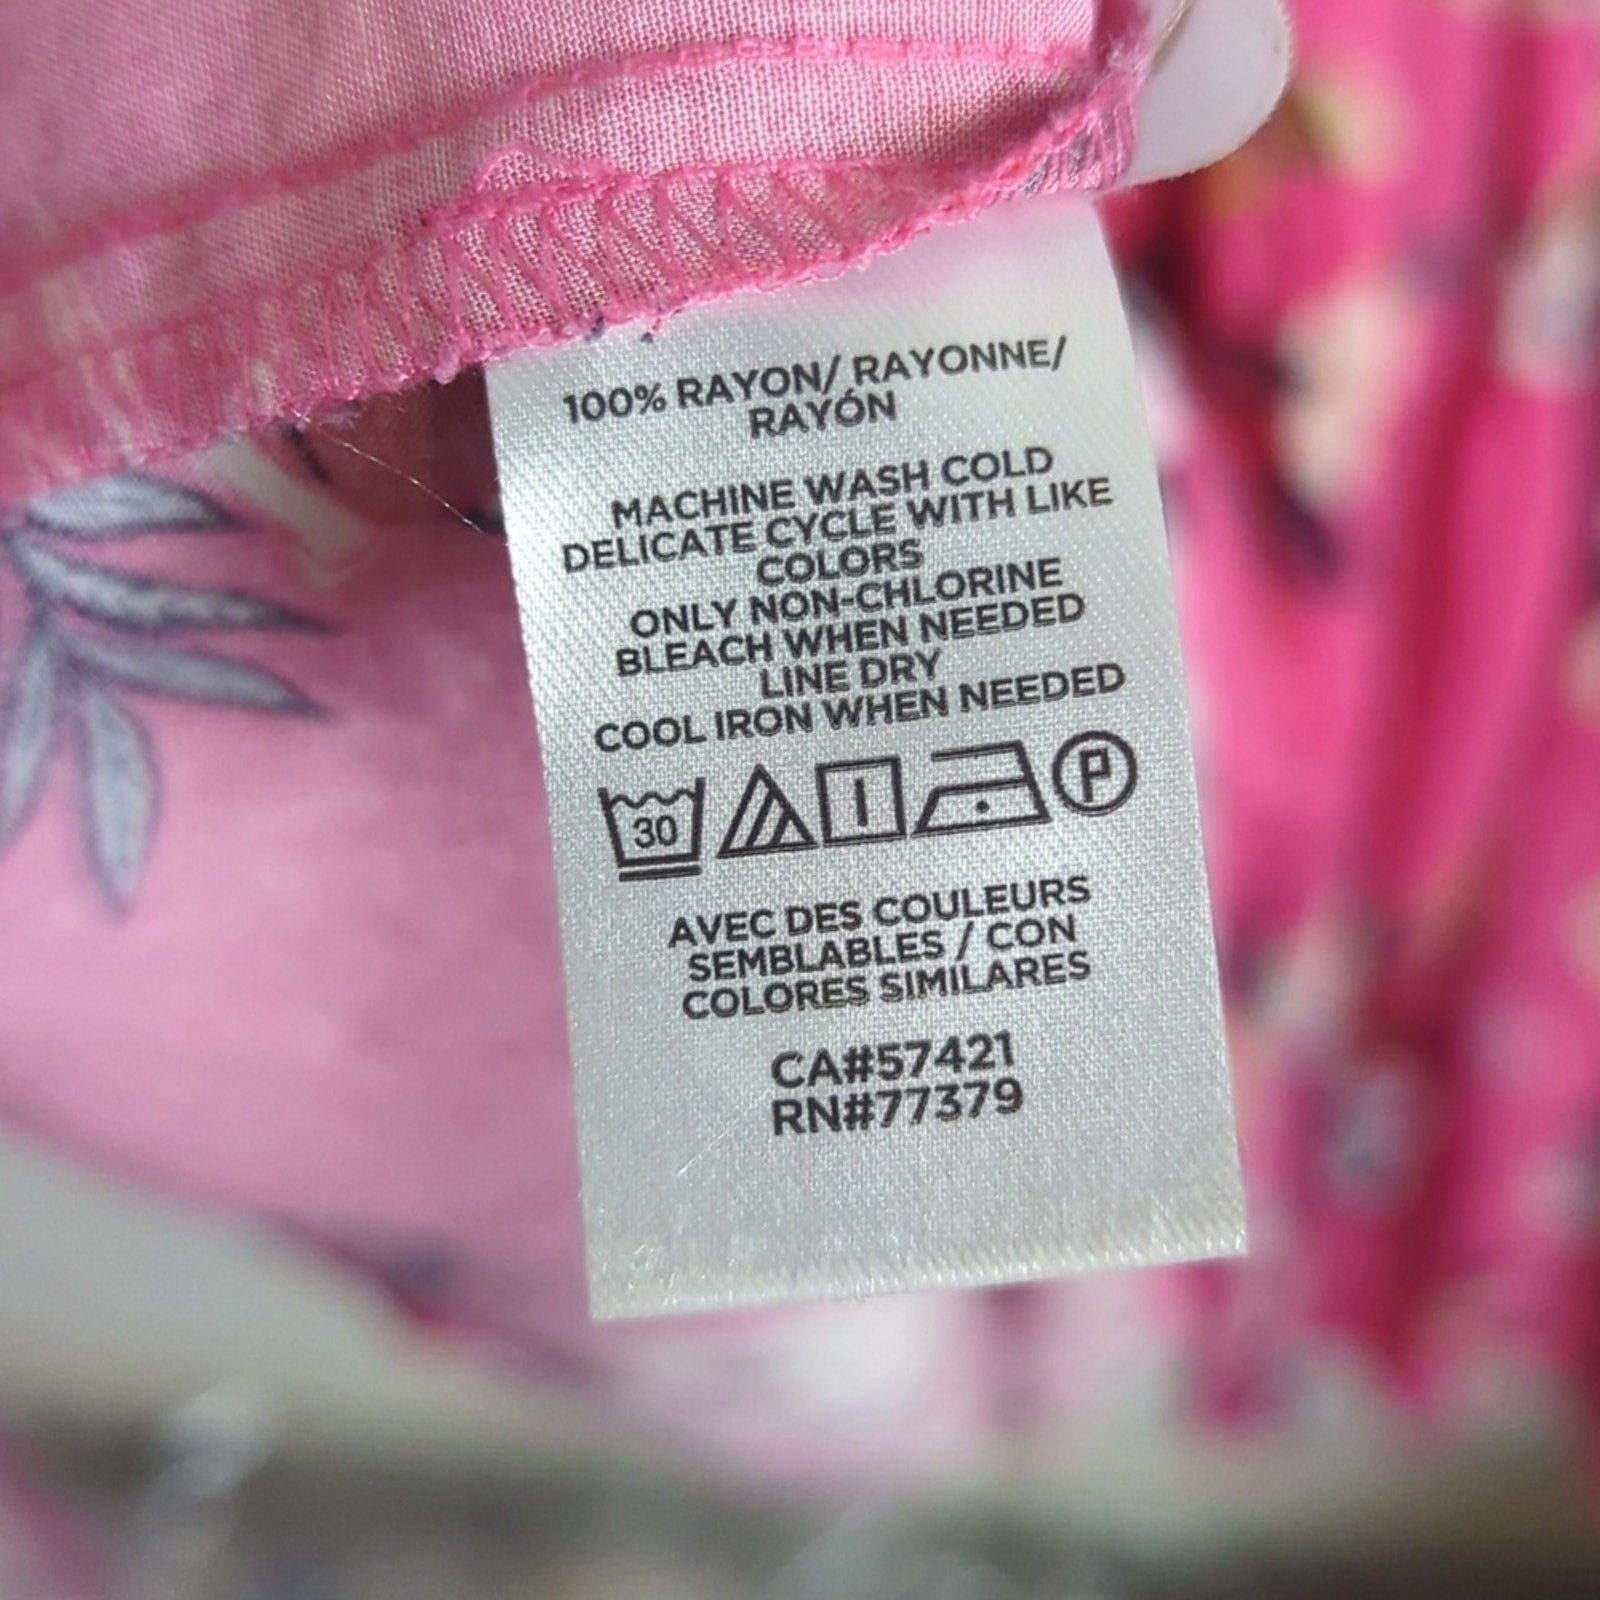 100% RAYON/ RAYONNE/
RAYÓN
MACHINE WASH COLD
DELICATE CYCLE WITH LIKE
COLORS
ONLY NON-CHLORINE
BLEACH WHEN NEEDED
LINE DRY
COOL IRON WHEN NEEDED
30 P
AVEC DES COULEURS
SEMBLABLES / CON
COLORES SIMILARES
CA#57421
RN#77379